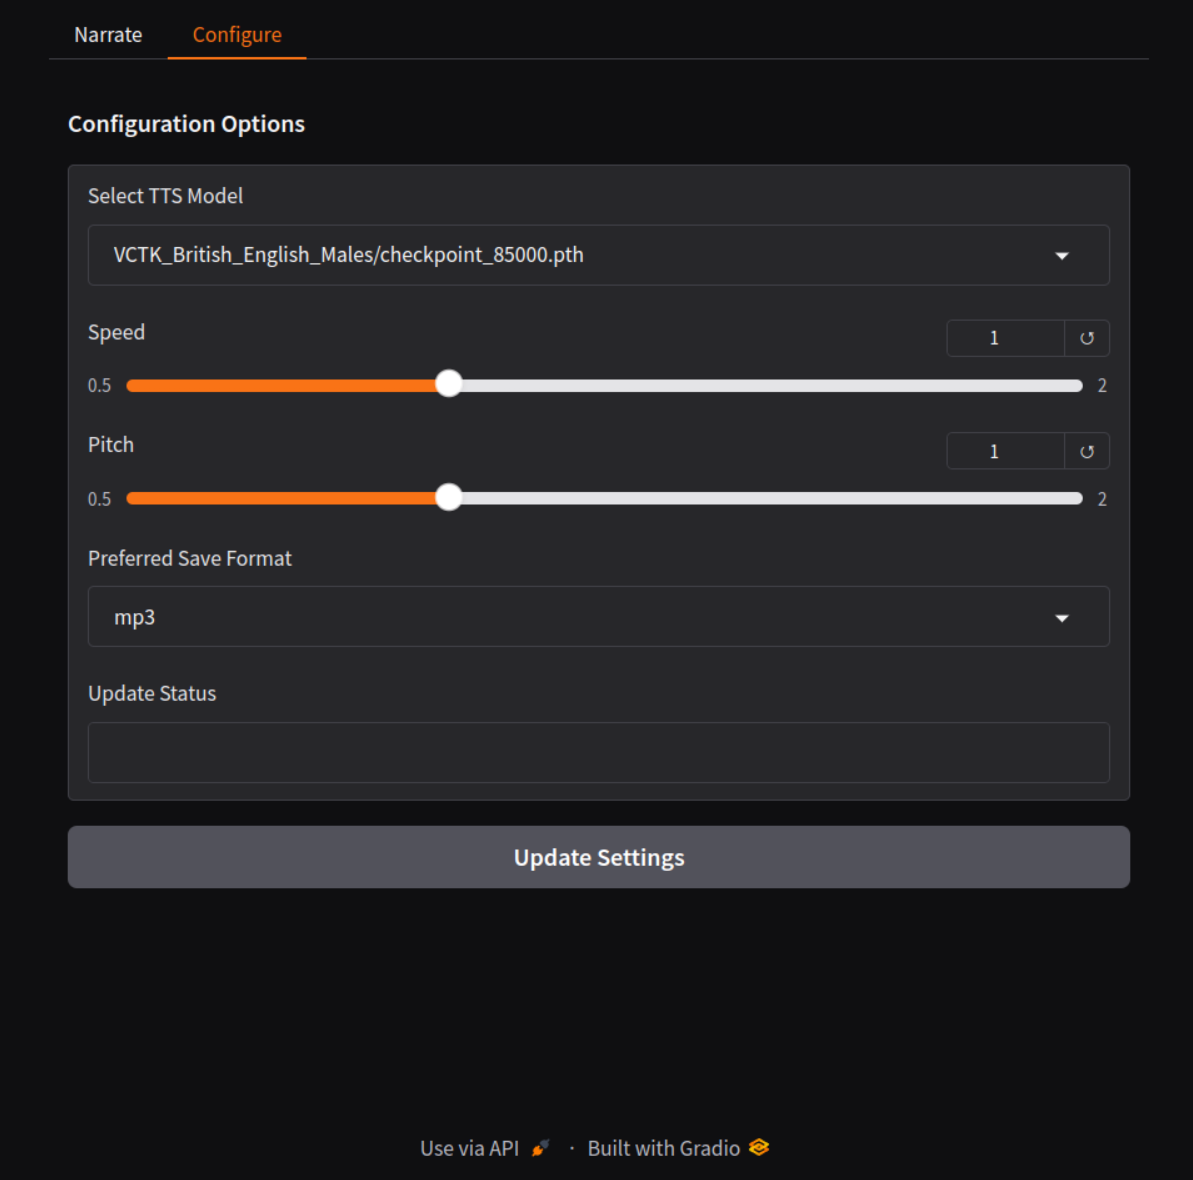 Narrate Configure
Configuration Options
Select TTS Model
VCTK_British_English_Males/checkpoint_85000.pth
Speed
1
0.5 2
Pitch
1
0.5 2
Preferred Save Format
mp3
Update Status
Update Settings
Use via API · Built with Gradio